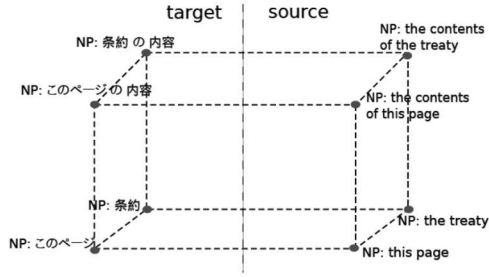 target
source
NP: the contents
of the treaty
NP: 条約 の 内容
NP: このページ の 内容
NP: the contents
of this page
NP: 条約
NP: the treaty
NP: このページ
NP: this page